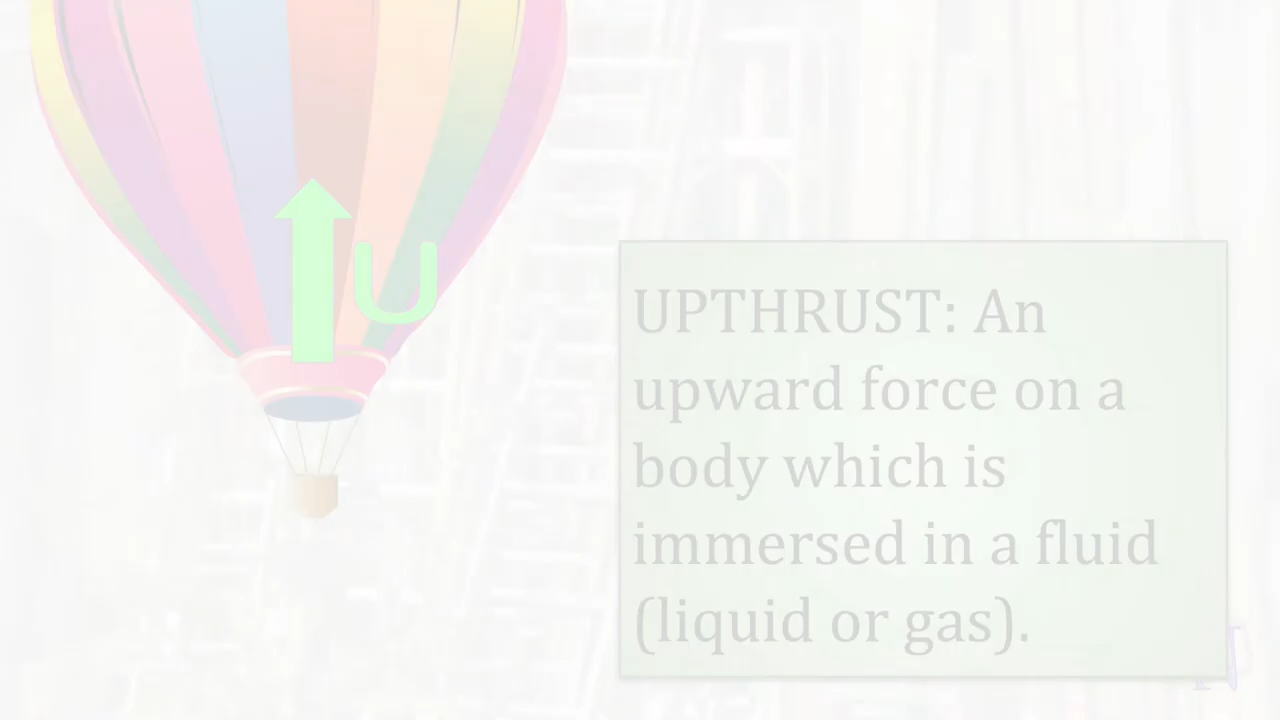 U
UPTHRUST: An
upward force on a
body which is
immersed in a fluid
(liquid or gas).